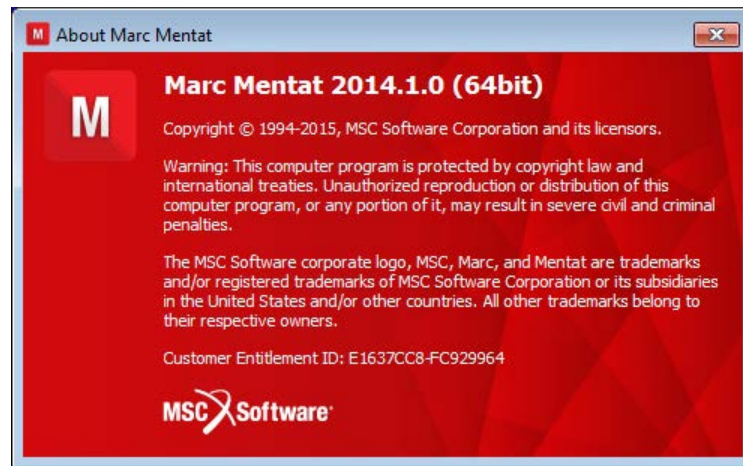 M About Marc Mentat
M
Marc Mentat 2014.1.0 (64bit)
Copyright © 1994-2015, MSC Software Corporation and its licensors.
Warning: This computer program is protected by copyright law and
international treaties. Unauthorized reproduction or distribution of this
computer program, or any portion of it, may result in severe civil and criminal
penalties.
The MSC Software corporate logo, MSC, Marc, and Mentat are trademarks
and/or registered trademarks of MSC Software Corporation or its subsidiaries
in the United States and/or other countries. All other trademarks belong to
their respective owners.
Customer Entitlement ID: E1637CC8-FC929964
MSC Software